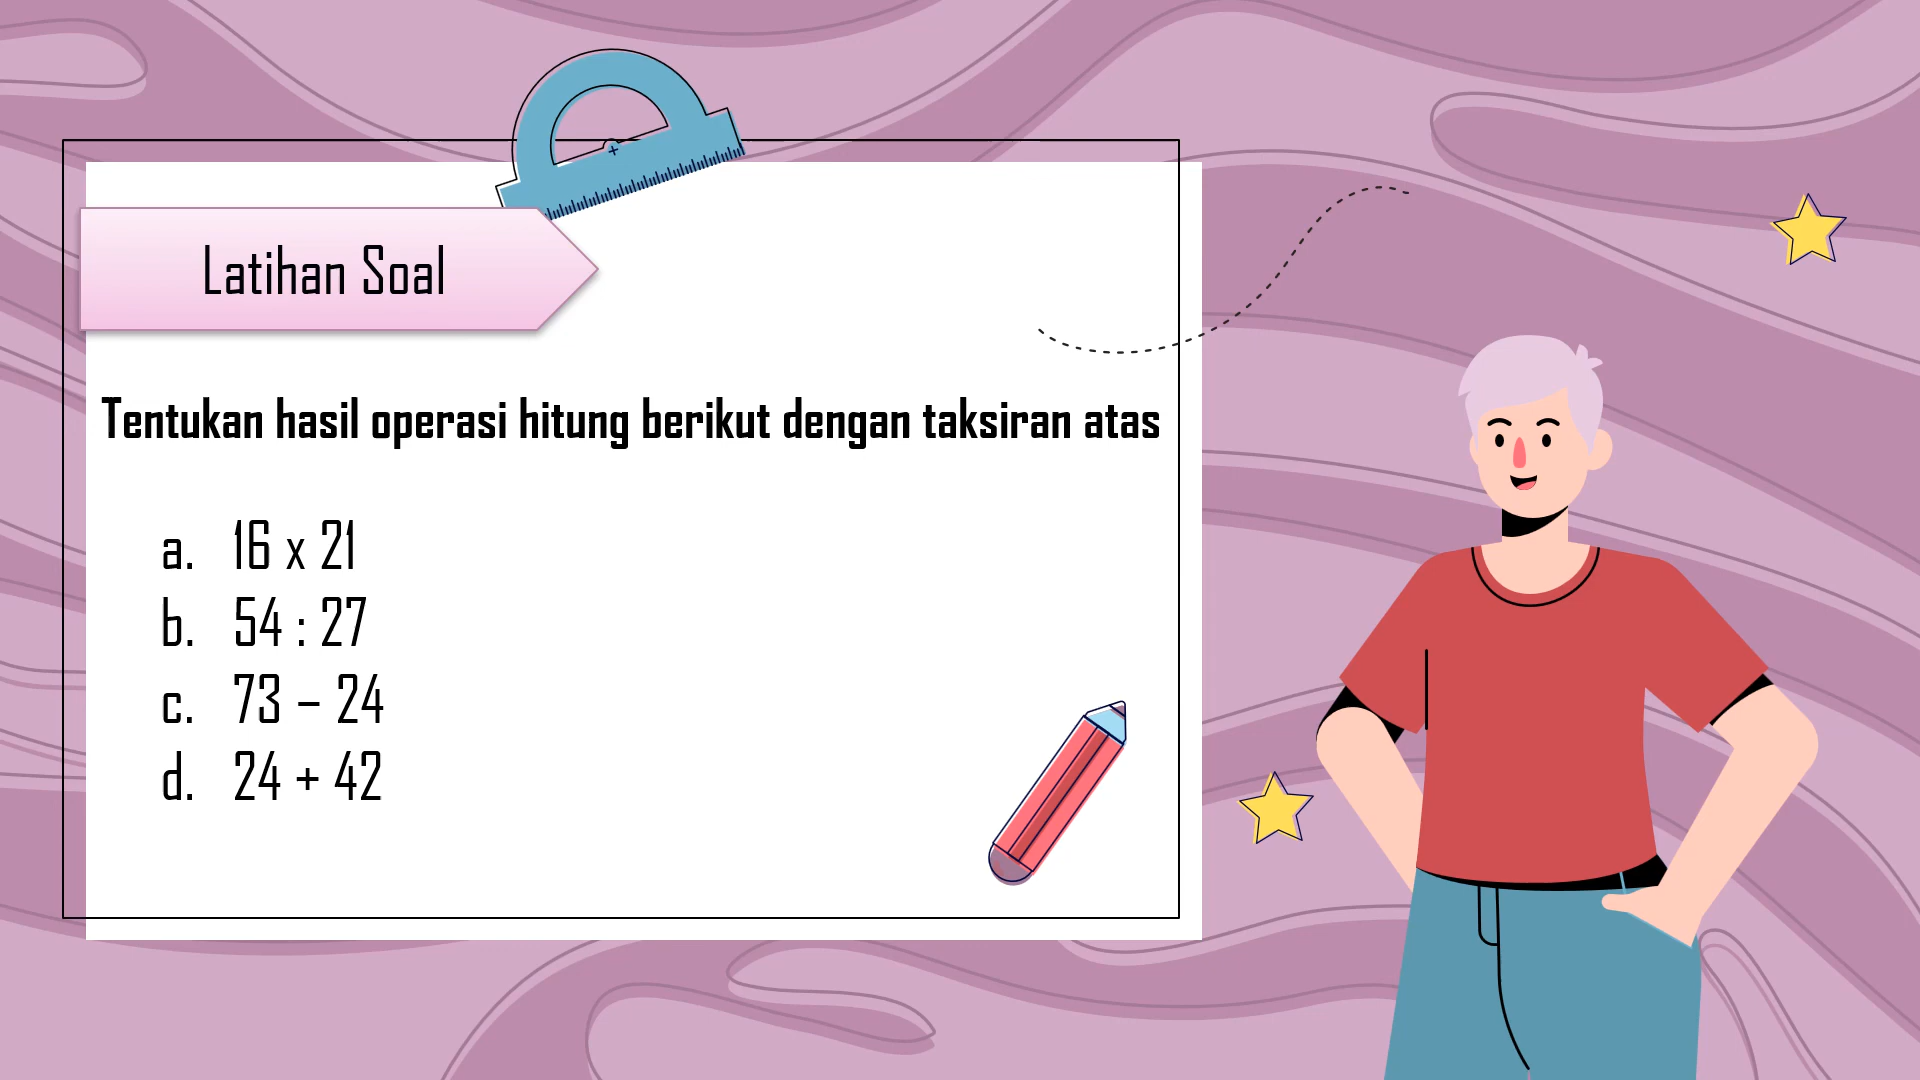 Latihan Soal
Tentukan hasil operasi hitung berikut dengan taksiran atas
a. 16 x 21
b. 54 : 27
c. 73 – 24
d. 24 + 42